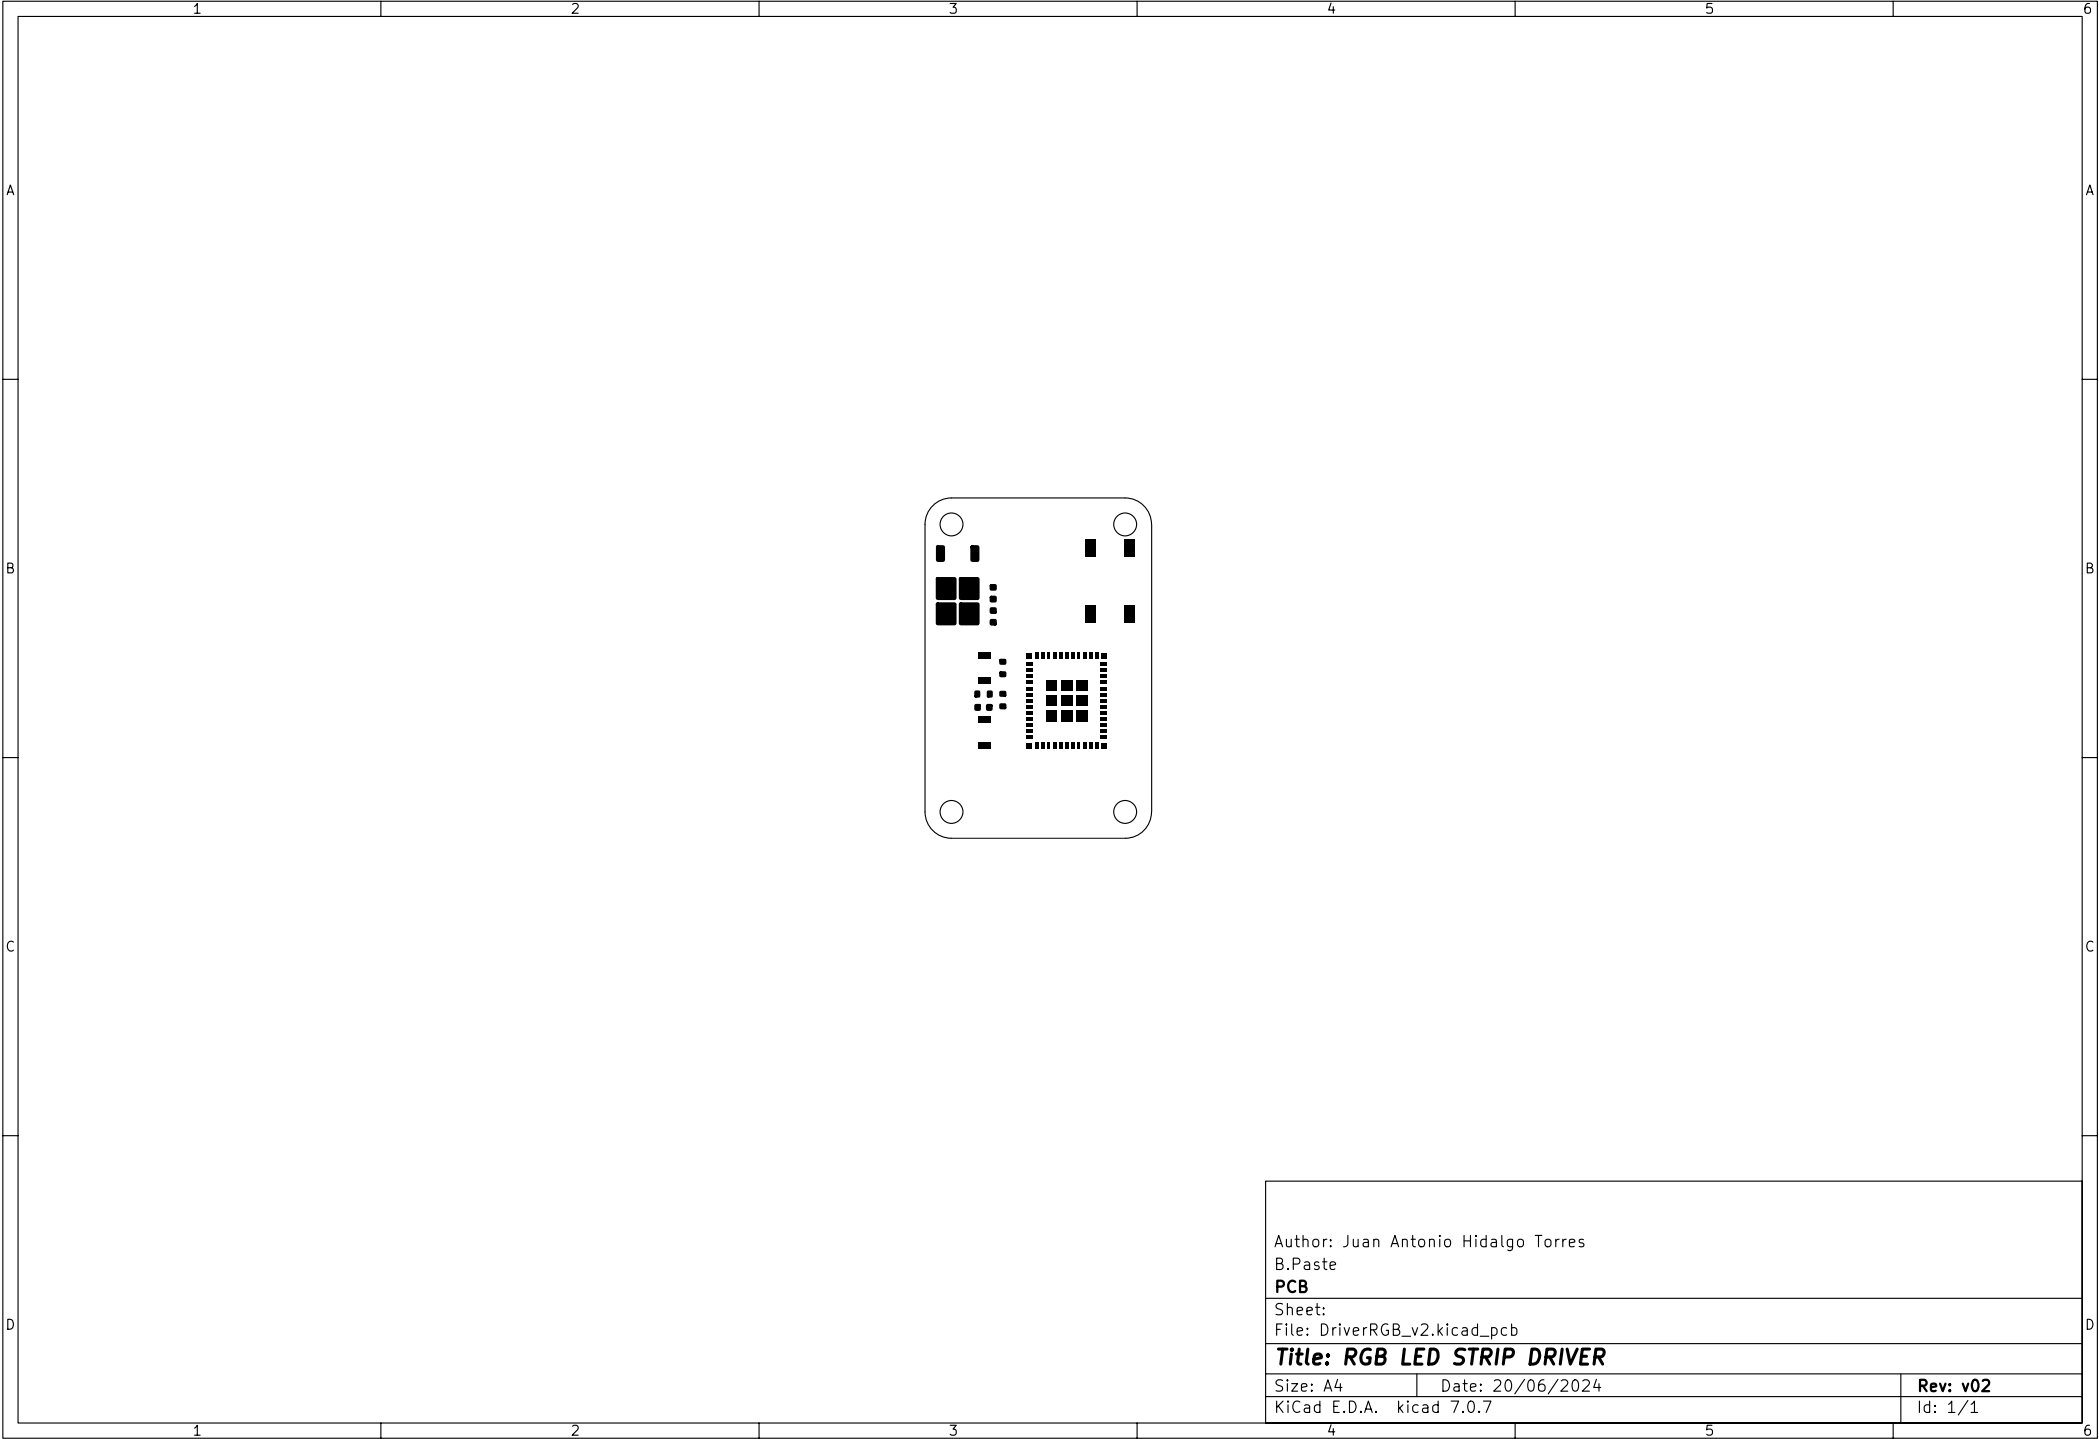 1 2 3 4 5 6
A A
B B
C C
Author: Juan Antonio Hidalgo Torres
B.Paste
PCB
Sheet:
D D
File: DriverRGB_v2.kicad_pcb
Title: RGB LED STRIP DRIVER
Size: A4 Date: 20/06/2024 Rev: v02
KiCad E.D.A. kicad 7.0.7 Id: 1/1
1 2 3 4 5 6